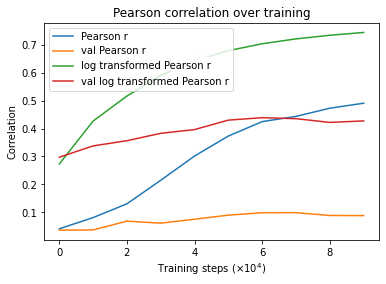 Pearson correlation over training
Pearson r
val Pearson r
log transformed Pearson r
val log transformed Pearson r
Correlation
0.7
0.6
0.5
0.4
0.3
0.2
0.1
0 2 4 6 8
Training steps (×10⁴)